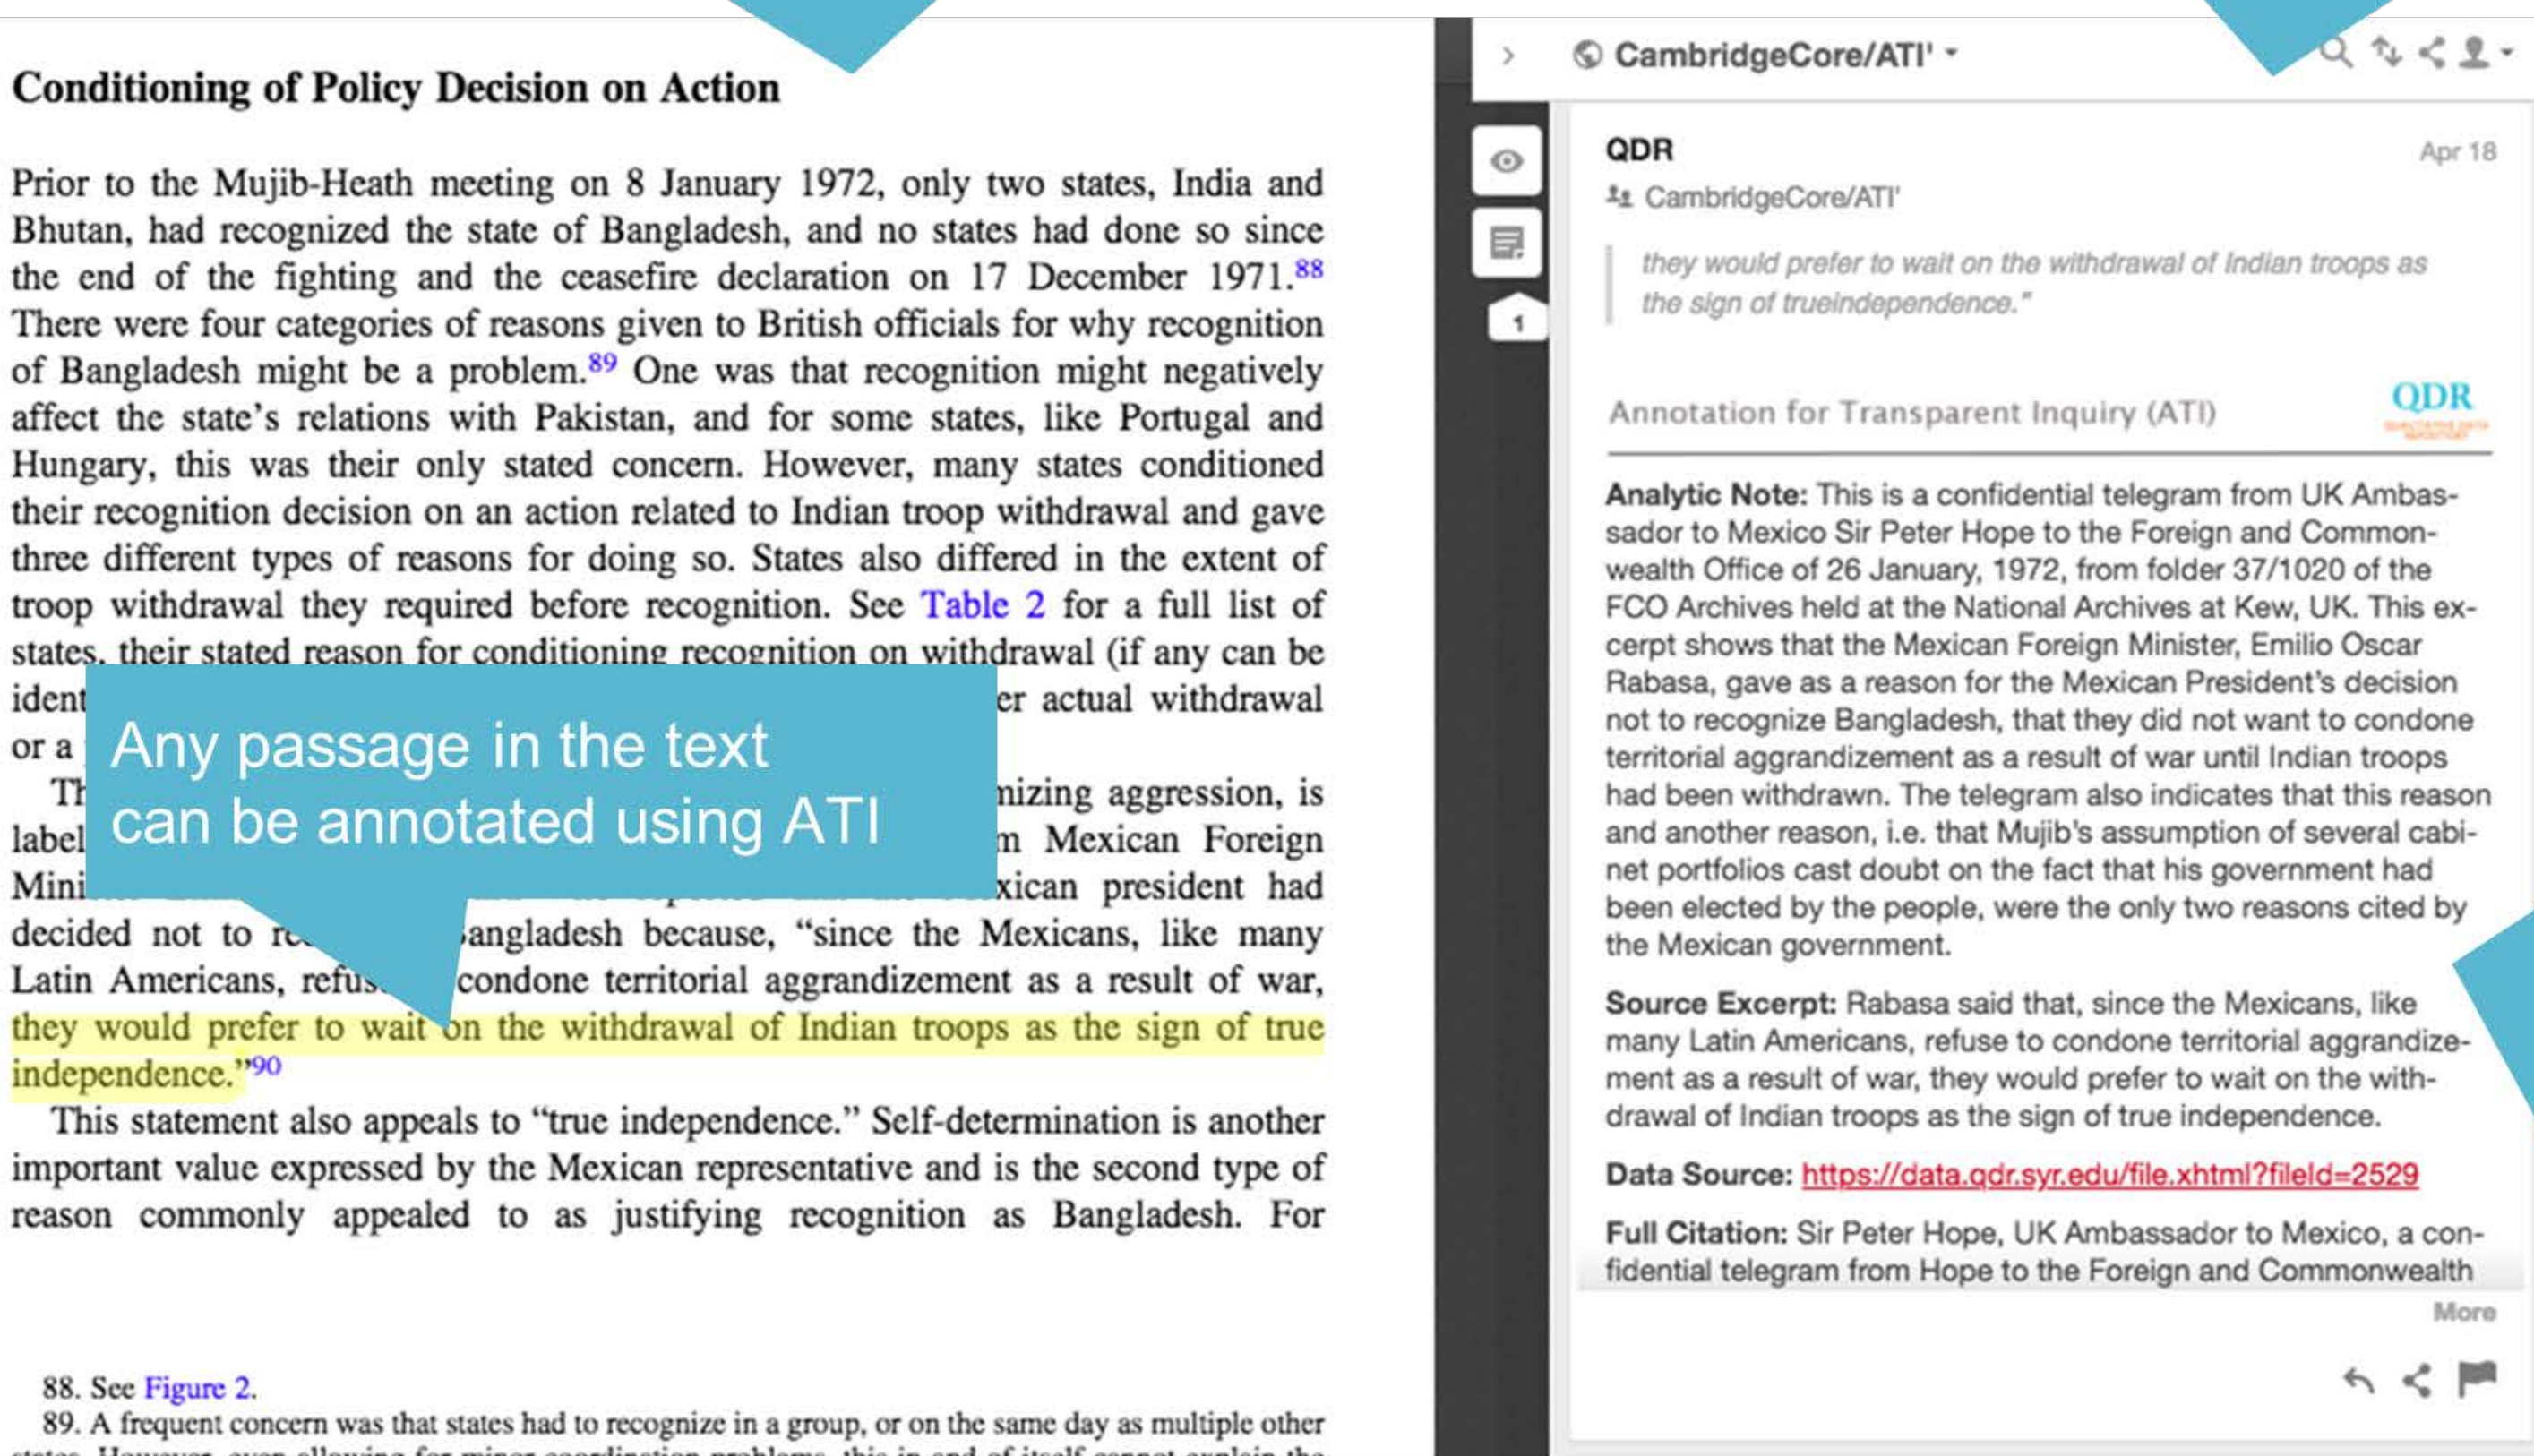 Conditioning of Policy Decision on Action
Prior to the Mujib-Heath meeting on 8 January 1972, only two states, India and
Bhutan, had recognized the state of Bangladesh, and no states had done so since
the end of the fighting and the ceasefire declaration on 17 December 1971.88
There were four categories of reasons given to British officials for why recognition
of Bangladesh might be a problem.89 One was that recognition might negatively
affect the state's relations with Pakistan, and for some states, like Portugal and
Hungary, this was their only stated concern. However, many states conditioned
their recognition decision on an action related to Indian troop withdrawal and gave
three different types of reasons for doing so. States also differed in the extent of
troop withdrawal they required before recognition. See Table 2 for a full list of
states, their stated reason for conditioning recognition on withdrawal (if any can be
ident er actual withdrawal
or a
Th mizing aggression, is
label m Mexican Foreign
Mini xican president had
decided not to re angladesh because, “since the Mexicans, like many
Latin Americans, refus condone territorial aggrandizement as a result of war,
they would prefer to wait on the withdrawal of Indian troops as the sign of true
independence.”90
This statement also appeals to “true independence.” Self-determination is another
important value expressed by the Mexican representative and is the second type of
reason commonly appealed to as justifying recognition as Bangladesh. For
88. See Figure 2.
89. A frequent concern was that states had to recognize in a group, or on the same day as multiple other
Any passage in the text
can be annotated using ATI
CambridgeCore/ATI'
1
QDR Apr 18
CambridgeCore/ATI'
they would prefer to wait on the withdrawal of Indian troops as
the sign of trueindependence.”
Annotation for Transparent Inquiry (ATI)
QDR
Analytic Note: This is a confidential telegram from UK Ambas-
sador to Mexico Sir Peter Hope to the Foreign and Common-
wealth Office of 26 January, 1972, from folder 37/1020 of the
FCO Archives held at the National Archives at Kew, UK. This ex-
cerpt shows that the Mexican Foreign Minister, Emilio Oscar
Rabasa, gave as a reason for the Mexican President's decision
not to recognize Bangladesh, that they did not want to condone
territorial aggrandizement as a result of war until Indian troops
had been withdrawn. The telegram also indicates that this reason
and another reason, i.e. that Mujib's assumption of several cabi-
net portfolios cast doubt on the fact that his government had
been elected by the people, were the only two reasons cited by
the Mexican government.
Source Excerpt: Rabasa said that, since the Mexicans, like
many Latin Americans, refuse to condone territorial aggrandize-
ment as a result of war, they would prefer to wait on the with-
drawal of Indian troops as the sign of true independence.
Data Source: https://data.qdr.syr.edu/file.xhtml?fileId=2529
Full Citation: Sir Peter Hope, UK Ambassador to Mexico, a con-
fidential telegram from Hope to the Foreign and Commonwealth
More